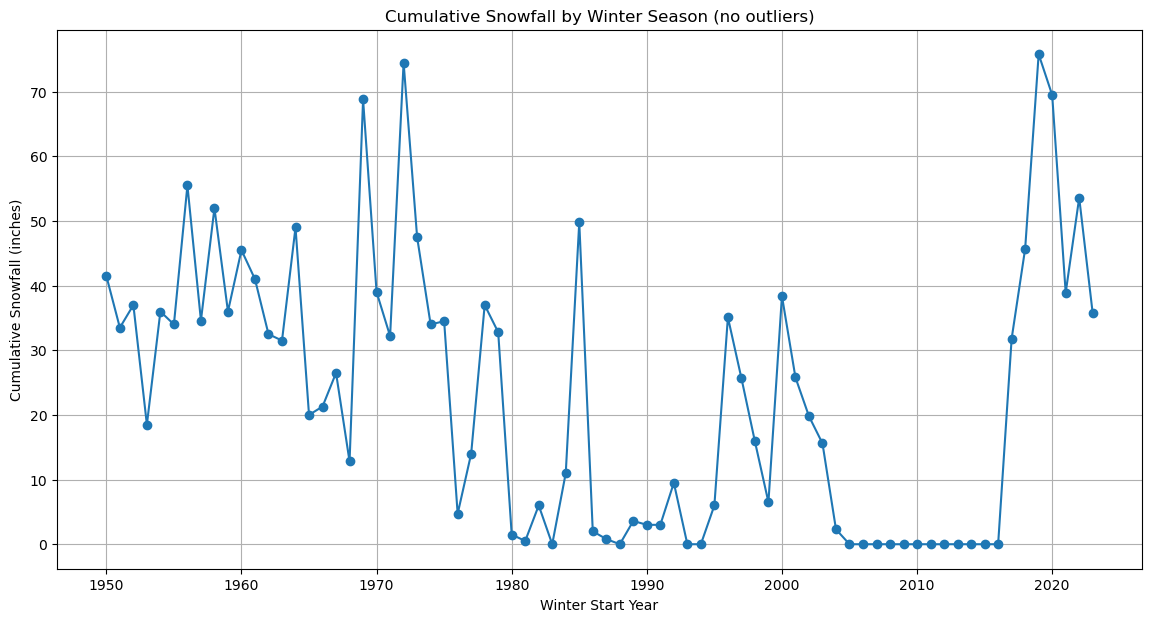 Cumulative Snowfall by Winter Season (no outliers)
Cumulative Snowfall (inches)
70
60
50
40
30
20
10
0
1950 1960 1970 1980 1990 2000 2010 2020
Winter Start Year